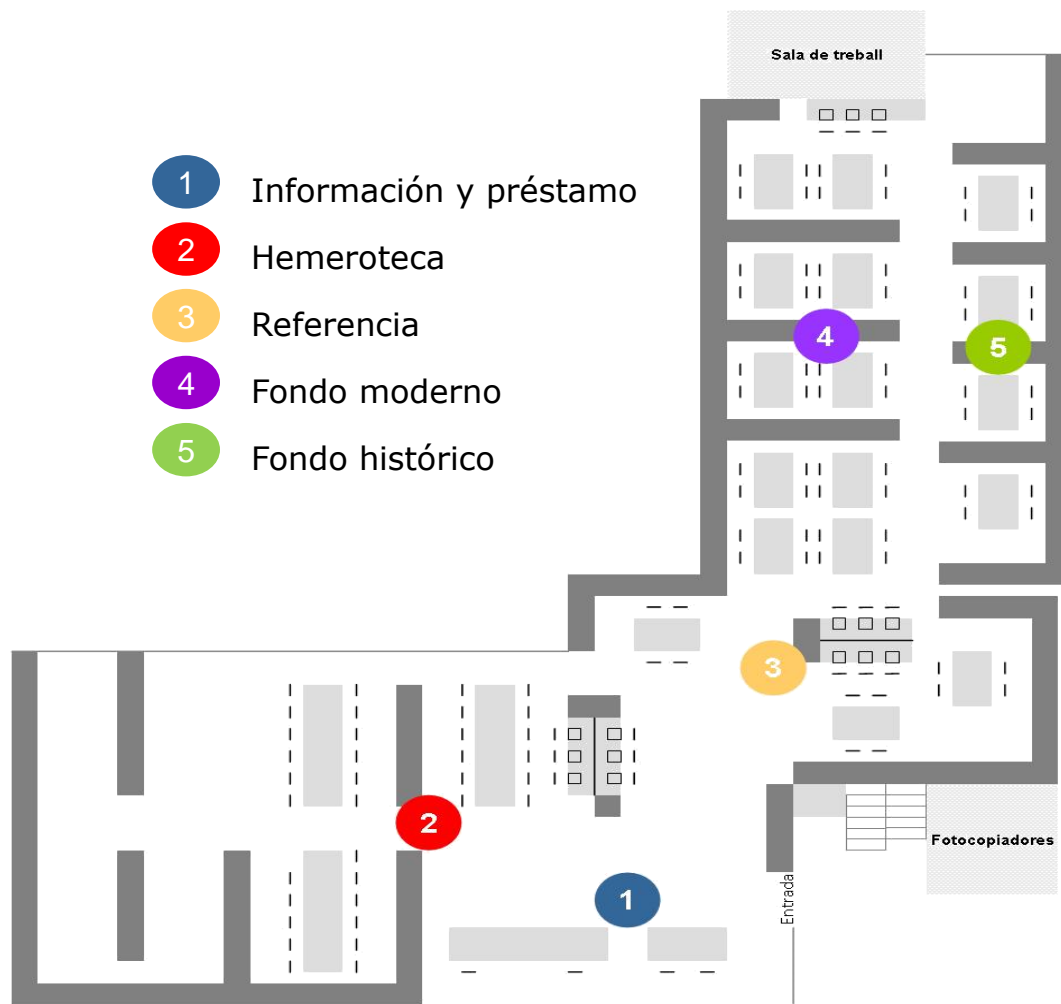 Sala de treball
1 Información y préstamo
2 Hemeroteca
3 Referencia
4 Fondo moderno
5 Fondo histórico
4
5
3
2
1
Fotocopiadores
Entrada